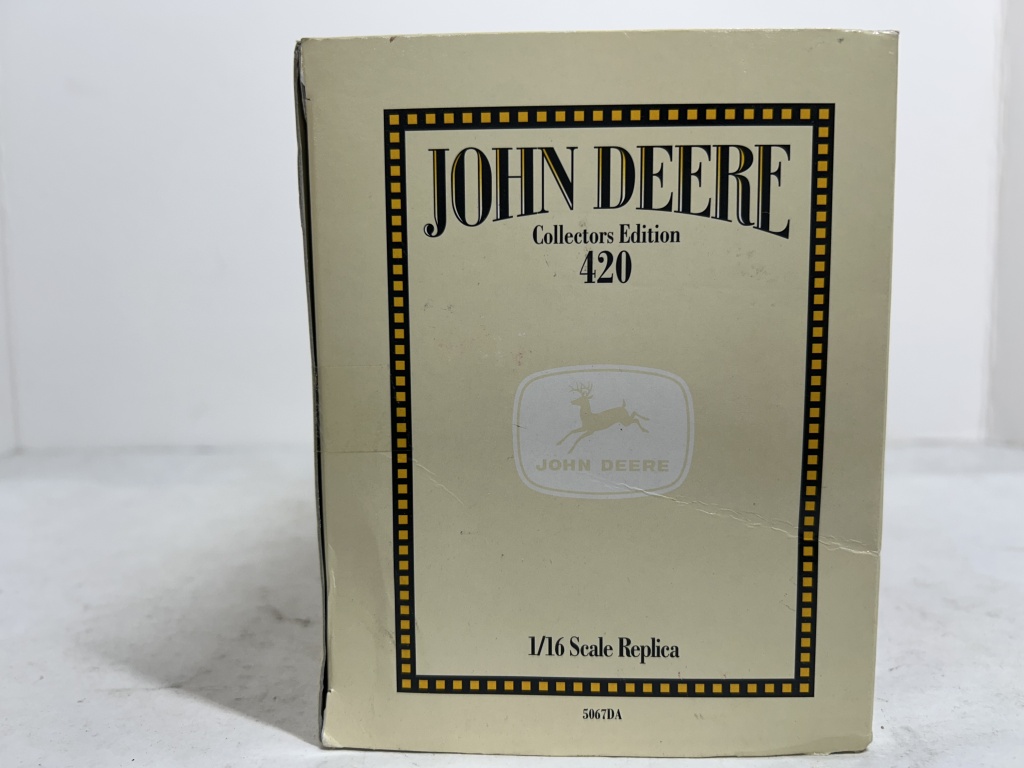 JOHN DEERE
Collectors Edition
420
JOHN DEERE
1/16 Scale Replica
5067DA